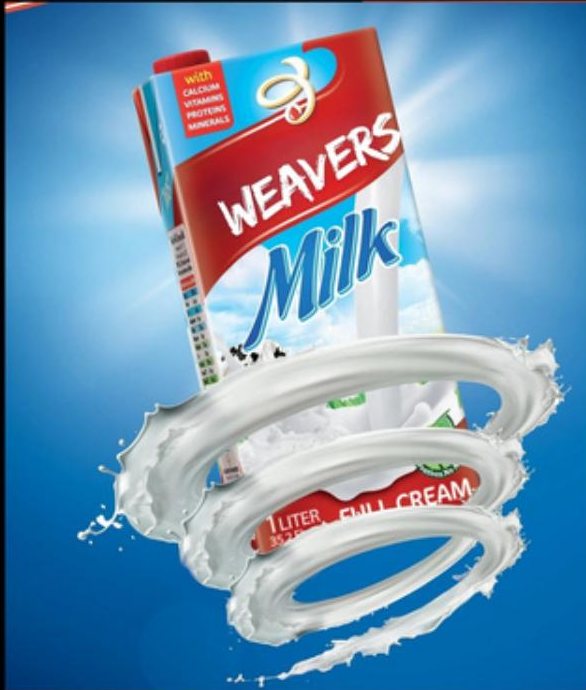 with
CALCIUM
VITAMINS
PROTEINS
MINERALS
WEAVERS
Milk
1 LITER
FULL CREAM